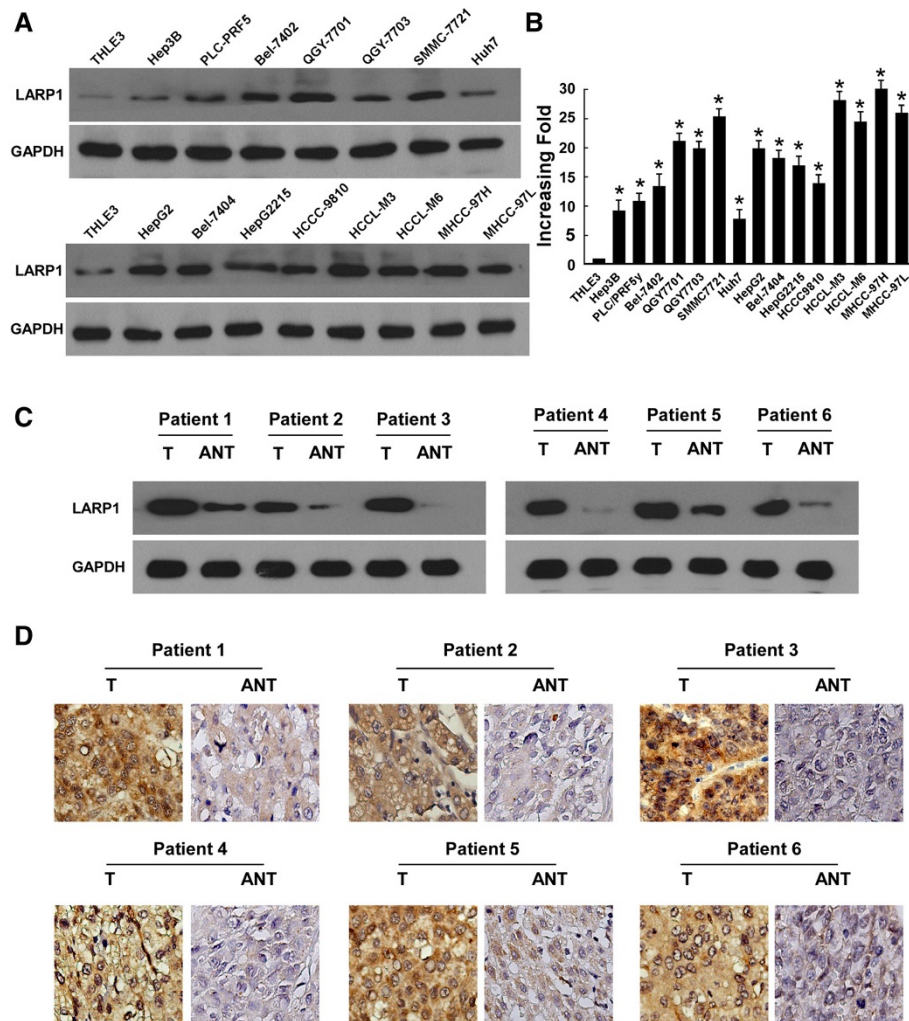 A
THLE3 Hep3B PLC-PRF5 Bel-7402 QGY-7701 QGY-7703 SMMC-7721 Huh7
LARP1
GAPDH
THLE3 HepG2 Bel-7404 HepG2215 HCCC-9810 HCCL-M3 HCCL-M6 MHCC-97H MHCC-97L
LARP1
GAPDH
B
Increasing Fold
30
25
20
15
10
5
0
* * * * * * * * * * * * * * *
THLE3 Hep3B PLC/PRF5y Bel-7402 QGY7701 QGY7703 SMMC7721 Huh7 HepG2 Bel-7404 HepG2215 HCCC9810 HCCL-M3 HCCL-M6 MHCC-97H MHCC-97L
C
Patient 1 Patient 2 Patient 3 Patient 4 Patient 5 Patient 6
T ANT T ANT T ANT T ANT T ANT T ANT
LARP1
GAPDH
D
Patient 1 Patient 2 Patient 3
T ANT T ANT T ANT
Patient 4 Patient 5 Patient 6
T ANT T ANT T ANT